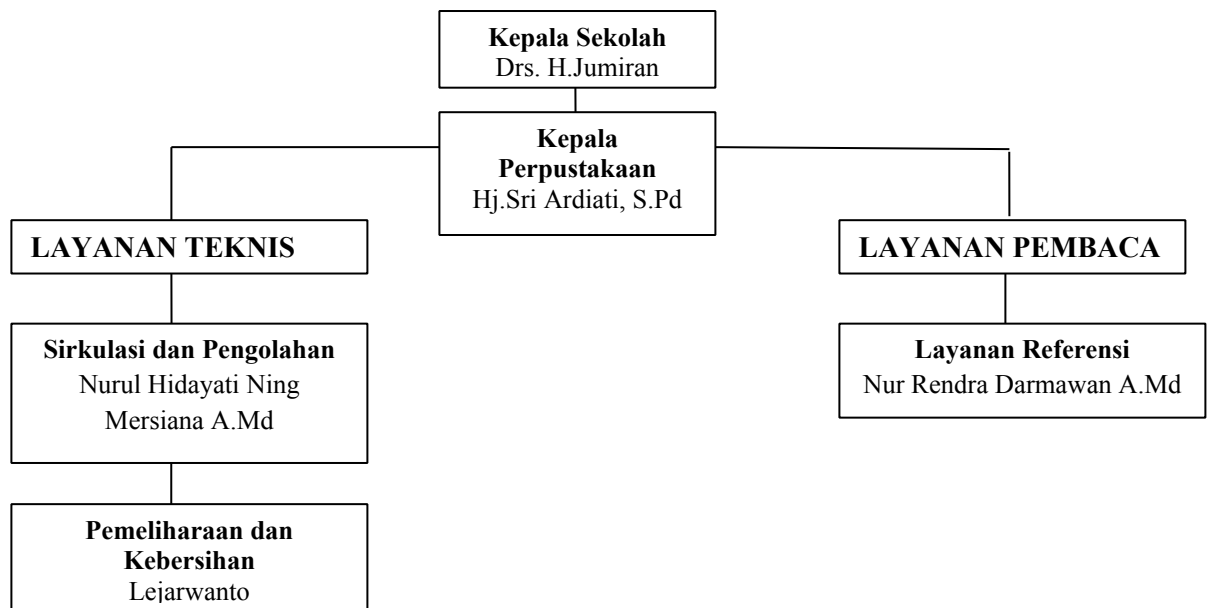 Kepala Sekolah
Drs. H.Jumiran
Kepala
Perpustakaan
Hj.Sri Ardiati, S.Pd
LAYANAN TEKNIS
LAYANAN PEMBACA
Sirkulasi dan Pengolahan
Nurul Hidayati Ning
Mersiana A.Md
Layanan Referensi
Nur Rendra Darmawan A.Md
Pemeliharaan dan
Kebersihan
Lejarwanto